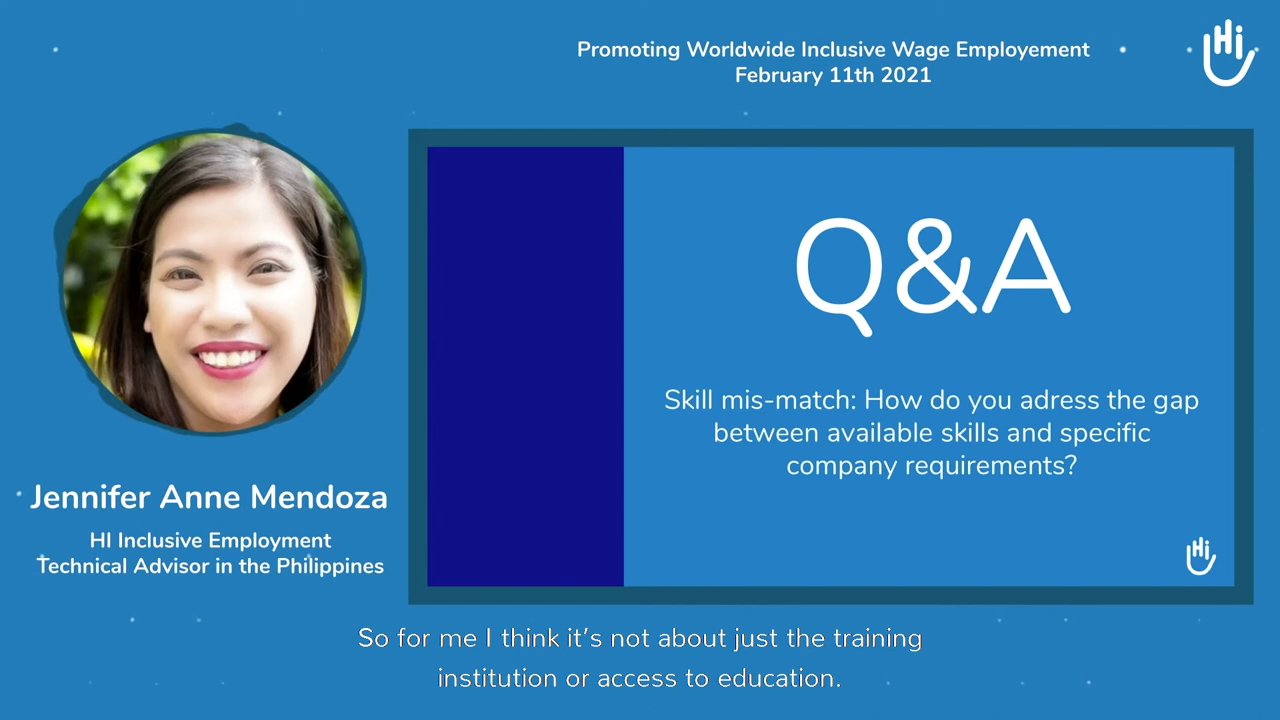 Promoting Worldwide Inclusive Wage Employement
February 11th 2021
Hi
Q&A
Skill mis-match: How do you adress the gap
between available skills and specific
company requirements?
Hi
Jennifer Anne Mendoza
HI Inclusive Employment
Technical Advisor in the Philippines
So for me I think it's not about just the training
institution or access to education.